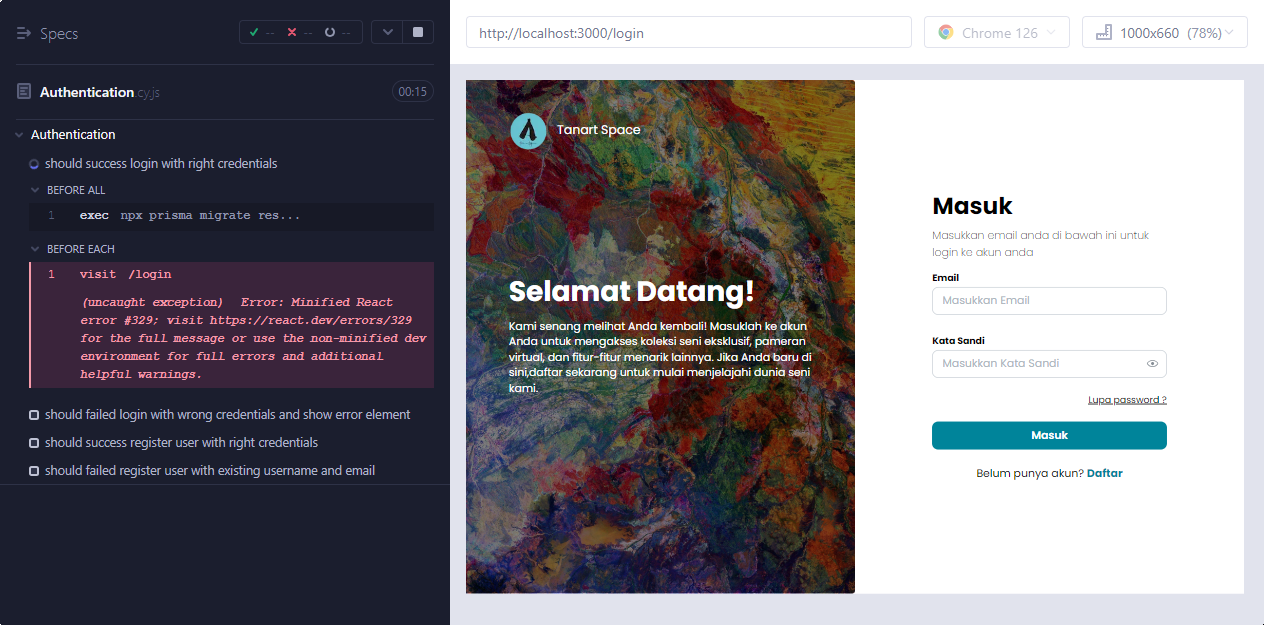 Specs
-- -- --
Authentication.cy.js
00:15
Authentication
should success login with right credentials
BEFORE ALL
1 exec npx prisma migrate res...
BEFORE EACH
1 visit /login
(uncaught exception) Error: Minified React
error #329; visit https://react.dev/errors/329
for the full message or use the non-minified dev
environment for full errors and additional
helpful warnings.
should failed login with wrong credentials and show error element
should success register user with right credentials
should failed register user with existing username and email
http://localhost:3000/login
Chrome 126
1000x660 (78%)
Tanart Space
Selamat Datang!
Kami senang melihat Anda kembali! Masuklah ke akun
Anda untuk mengakses koleksi seni eksklusif, pameran
virtual, dan fitur-fitur menarik lainnya. Jika Anda baru di
sini,daftar sekarang untuk mulai menjelajahi dunia seni
kami.
Masuk
Masukkan email anda di bawah ini untuk
login ke akun anda
Email
Masukkan Email
Kata Sandi
Masukkan Kata Sandi
Lupa password ?
Masuk
Belum punya akun? Daftar